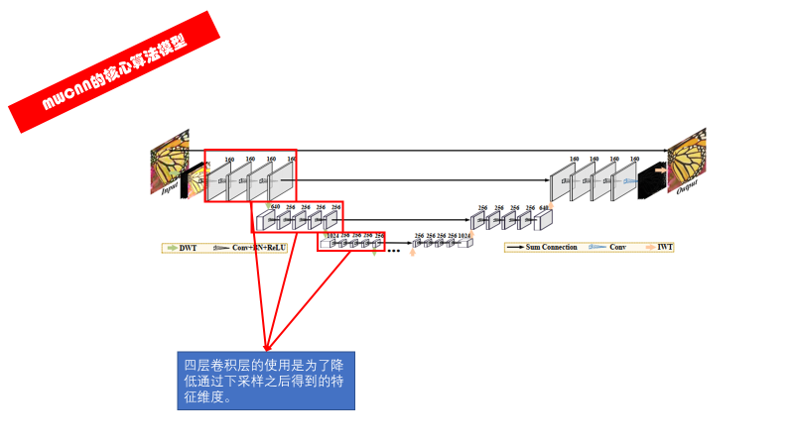 MWCNN的核心算法模型
160 160 160 160
160 160 160 160
Input
Output
640 256 256 256 256
256 256 256 256 640
1024 256 256 256 256
256 256 256 256 1024
...
DWT Conv+BN+ReLU
Sum Connection Conv IWT
四层卷积层的使用是为了降
低通过下采样之后得到的特
征维度。